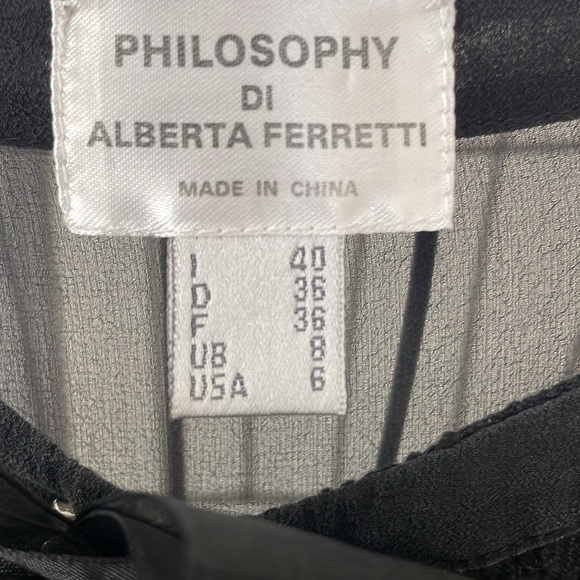 PHILOSOPHY
DI
ALBERTA FERRETTI
MADE IN CHINA
I 40
D 36
F 36
UB 8
USA 6